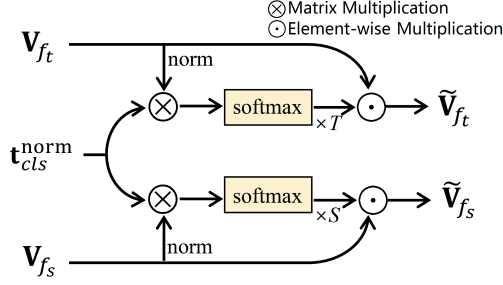 ⊗ Matrix Multiplication
⊙ Element-wise Multiplication
V_{f_t}
norm
softmax
×T
Ṽ_{f_t}
t_{cls}^{norm}
softmax
×S
Ṽ_{f_s}
norm
V_{f_s}